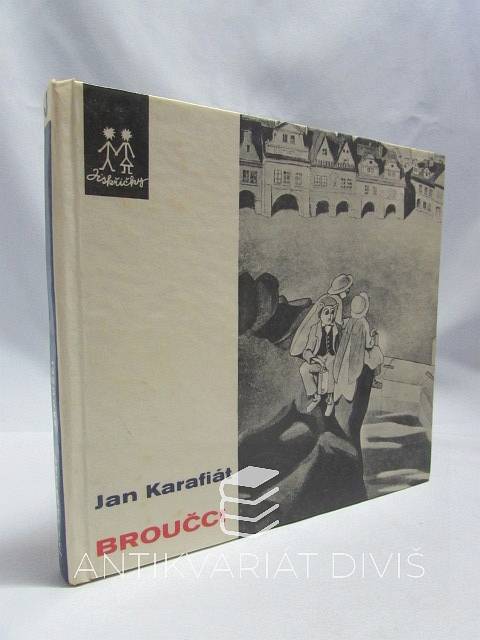 Jiskřičky
Jan Karafiát
BROUČCI
ANTIKVARIÁT DIVIŠ